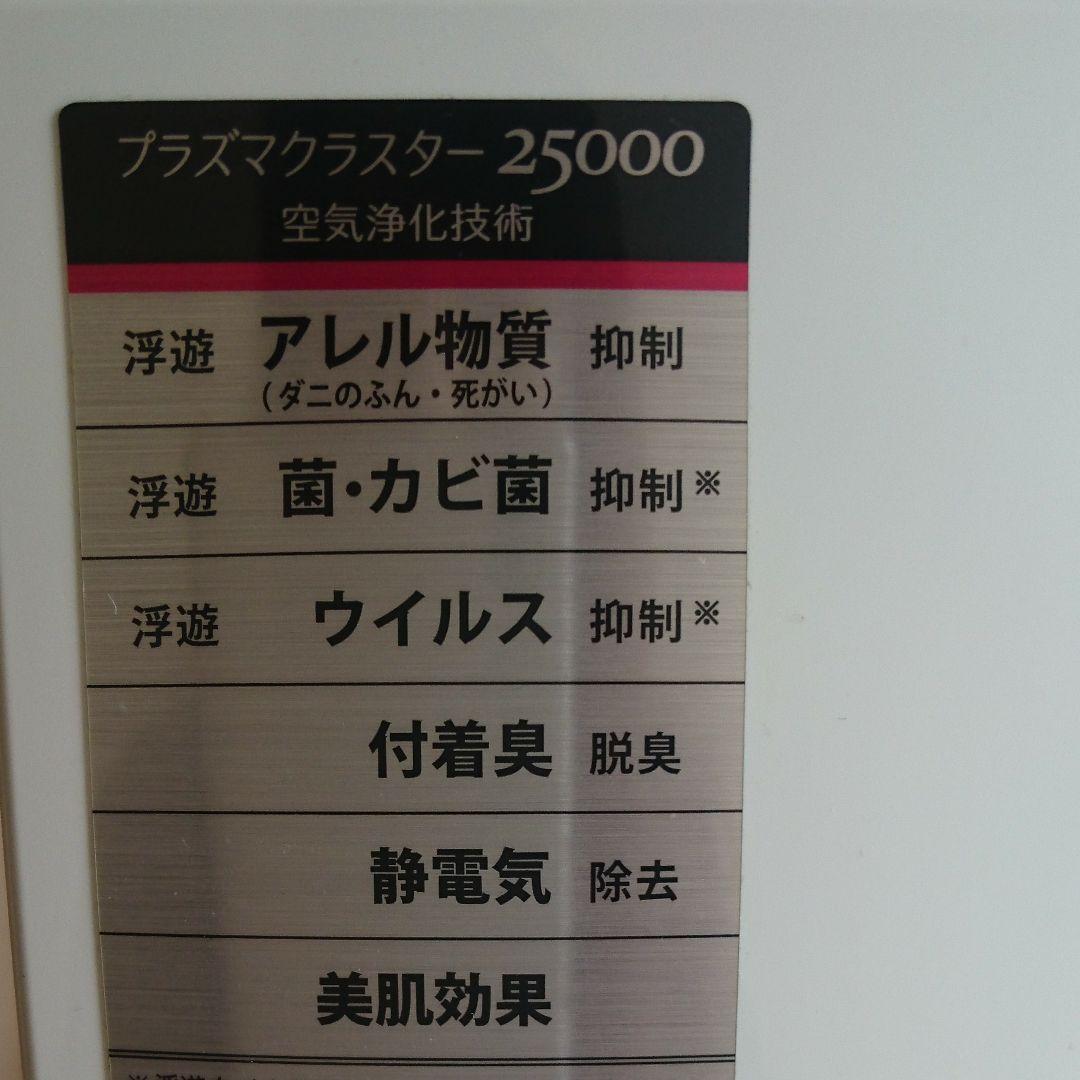 プラズマクラスター 25000
空気浄化技術
浮遊 アレル物質 抑制
(ダニのふん・死がい)
浮遊 菌・カビ菌 抑制※
浮遊 ウイルス 抑制※
付着臭 脱臭
静電気 除去
美肌効果